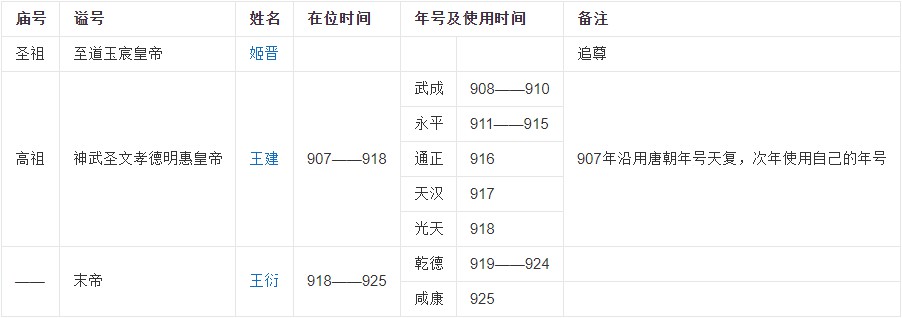 庙号 谥号 姓名 在位时间 年号及使用时间 备注
圣祖 至道玉宸皇帝 姬晋 追尊
武成 908——910
永平 911——915
高祖 神武圣文孝德明惠皇帝 王建 907——918 通正 916 907年沿用唐朝年号天复，次年使用自己的年号
天汉 917
光天 918
乾德 919——924
—— 末帝 王衍 918——925
咸康 925